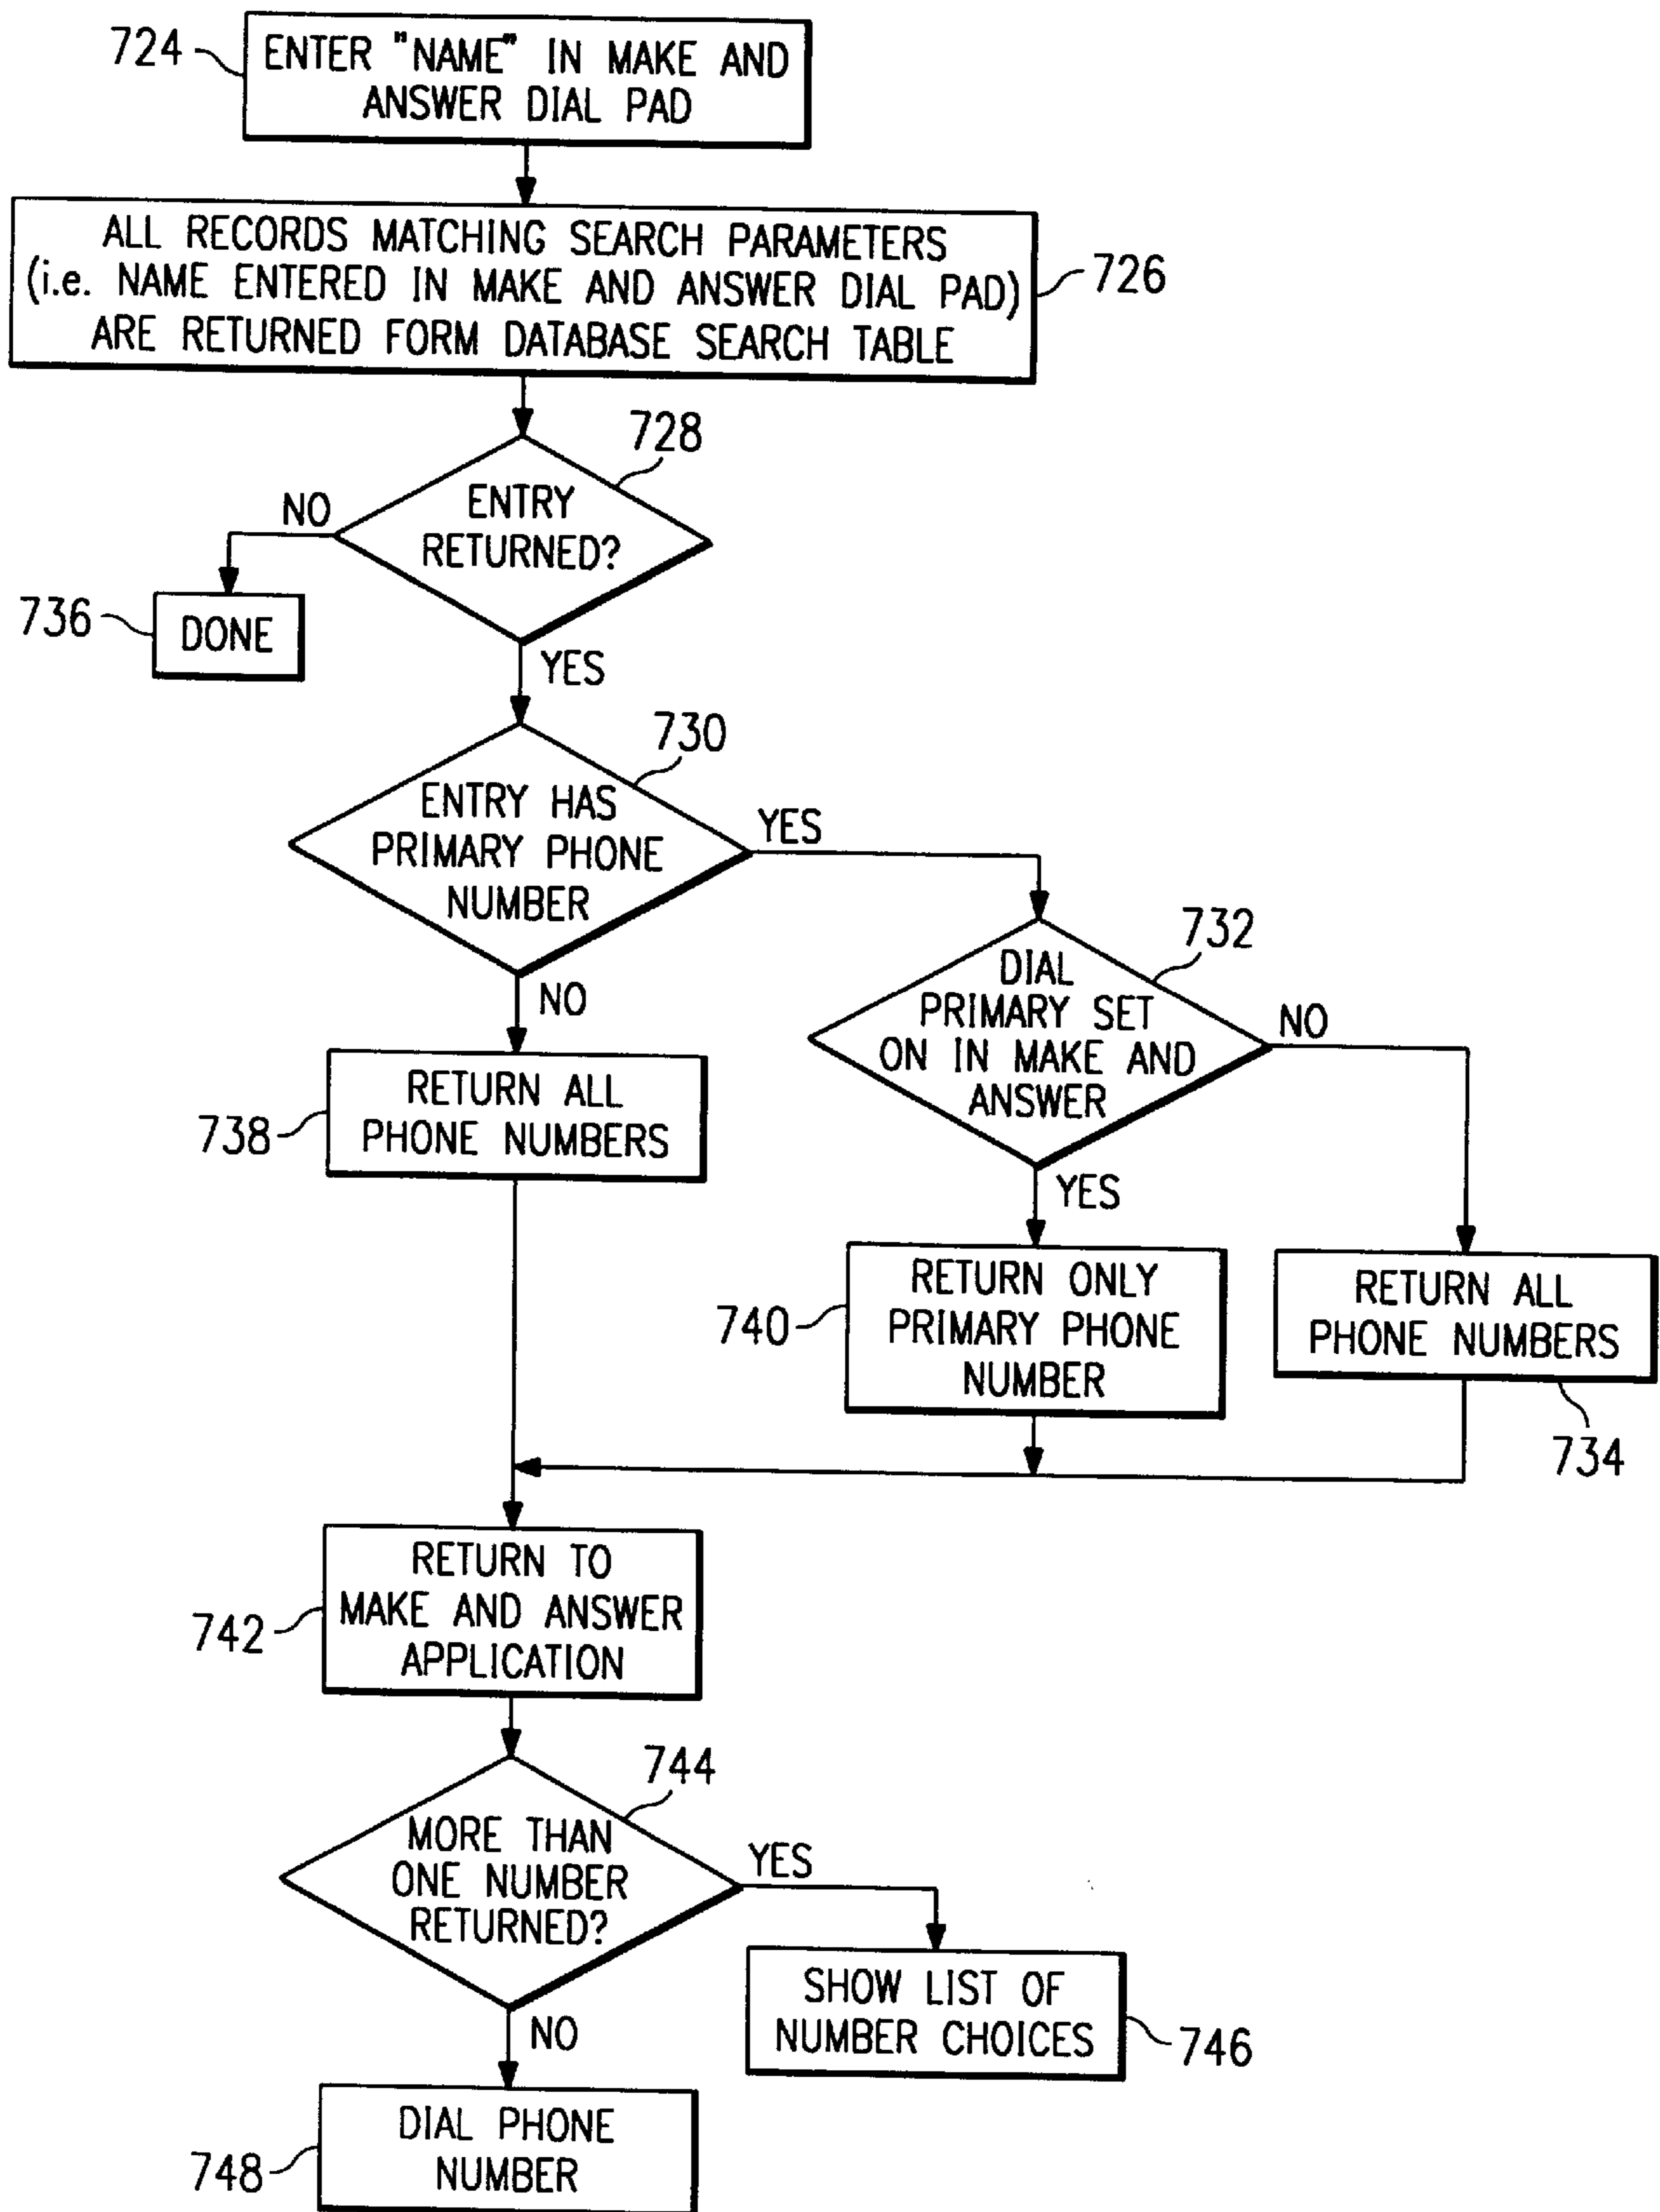 724
ENTER "NAME" IN MAKE AND
ANSWER DIAL PAD
ALL RECORDS MATCHING SEARCH PARAMETERS
(i.e. NAME ENTERED IN MAKE AND ANSWER DIAL PAD)
ARE RETURNED FORM DATABASE SEARCH TABLE
726
728
ENTRY
RETURNED?
NO
736
DONE
YES
730
ENTRY HAS
PRIMARY PHONE
NUMBER
YES
732
DIAL
PRIMARY SET
ON IN MAKE AND
ANSWER
NO
NO
738
RETURN ALL
PHONE NUMBERS
YES
740
RETURN ONLY
PRIMARY PHONE
NUMBER
RETURN ALL
PHONE NUMBERS
734
742
RETURN TO
MAKE AND ANSWER
APPLICATION
744
MORE THAN
ONE NUMBER
RETURNED?
YES
SHOW LIST OF
NUMBER CHOICES
746
NO
748
DIAL PHONE
NUMBER